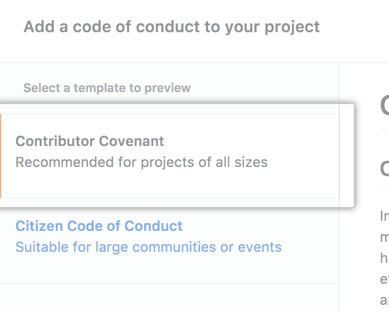 Add a code of conduct to your project
Select a template to preview
Contributor Covenant
Recommended for projects of all sizes
Citizen Code of Conduct
Suitable for large communities or events